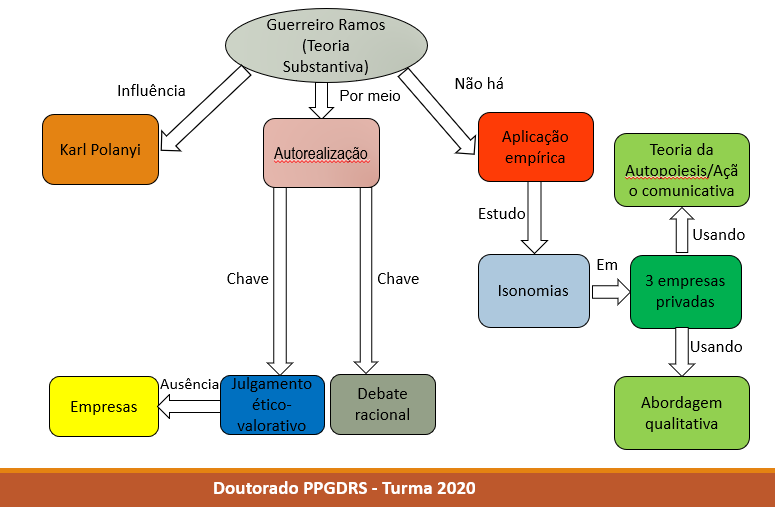 Guerreiro Ramos
(Teoria
Substantiva)
Influência
Por meio
Não há
Karl Polanyi
Autorealização
Aplicação
empírica
Teoria da
Autopoiesis/Açã
o comunicativa
Estudo
Usando
Chave
Chave
Isonomias
Em
3 empresas
privadas
Usando
Empresas
Ausência
Julgamento
ético-
valorativo
Debate
racional
Abordagem
qualitativa
Doutorado PPGDRS - Turma 2020